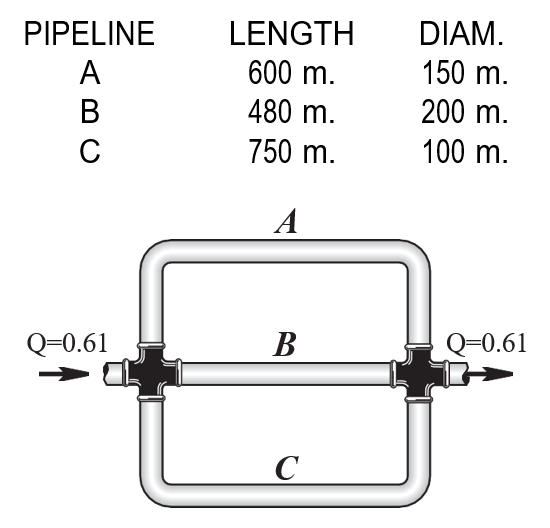 PIPELINE LENGTH DIAM.
A 600 m. 150 m.
B 480 m. 200 m.
C 750 m. 100 m.
A
Q=0.61 B Q=0.61
C